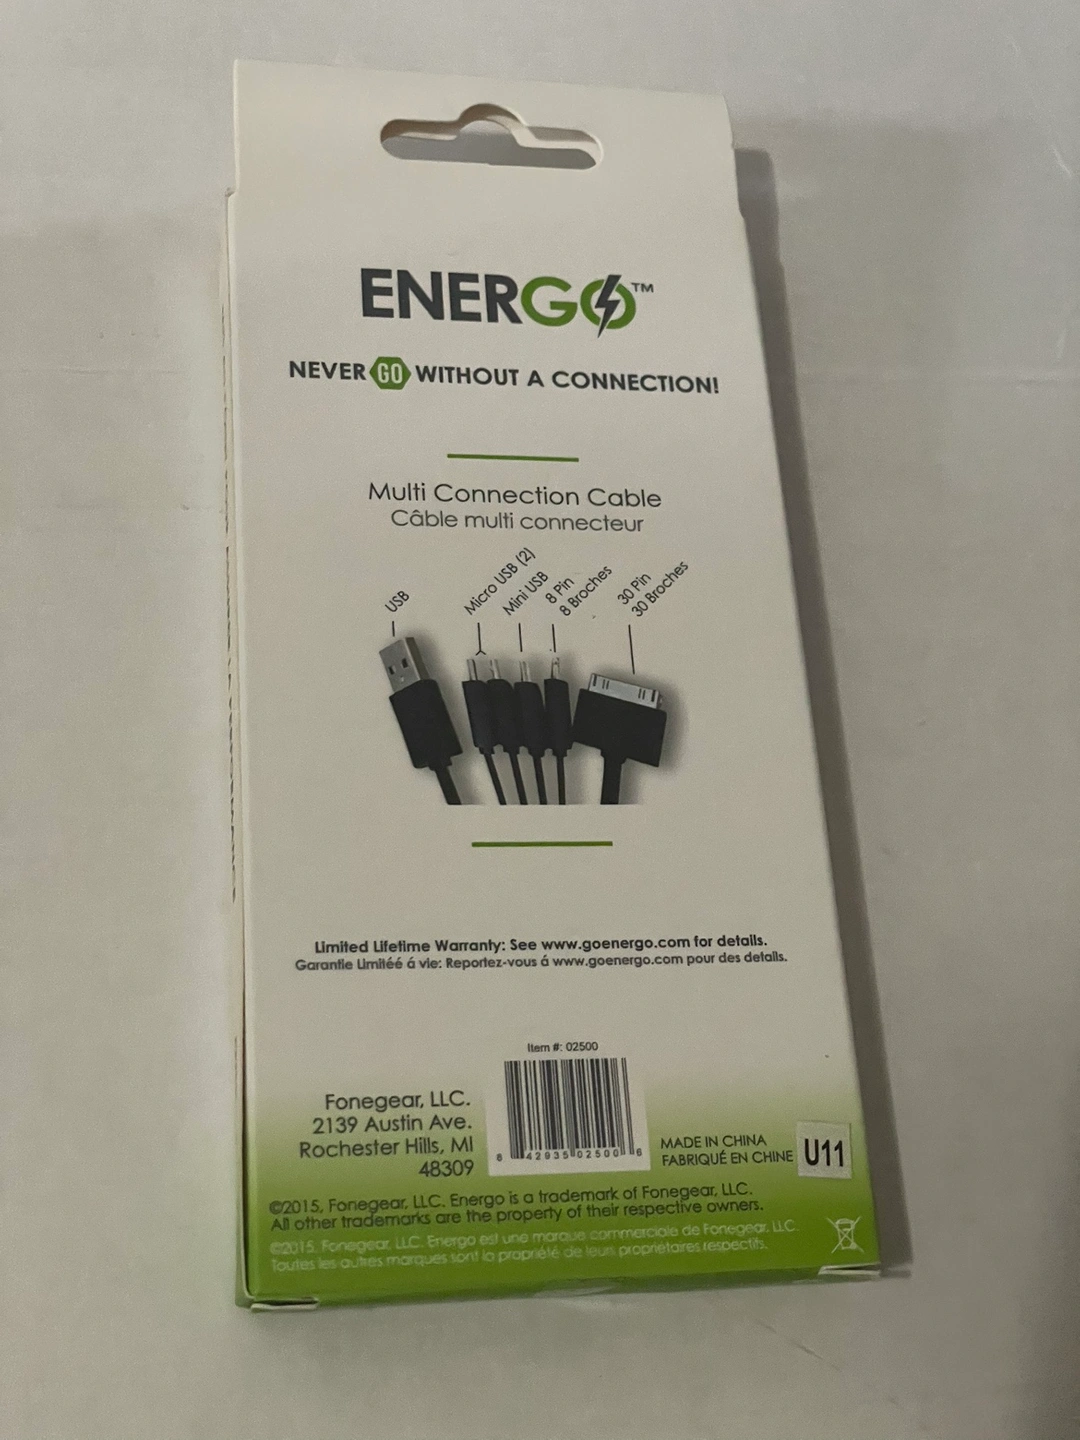 ENERGO™
NEVER GO WITHOUT A CONNECTION!
Multi Connection Cable
Câble multi connecteur
USB
Micro USB (2)
Mini USB
8 Pin
8 Broches
30 Pin
30 Broches
Limited Lifetime Warranty: See www.goenergo.com for details.
Garantie Limitéé á vie: Reportez-vous á www.goenergo.com pour des details.
Item #: 02500
8 42935 02500 6
Fonegear, LLC.
2139 Austin Ave.
Rochester Hills, MI
48309
MADE IN CHINA
FABRIQUÉ EN CHINE
U11
©2015, Fonegear, LLC. Energo is a trademark of Fonegear, LLC.
All other trademarks are the property of their respective owners.
©2015, Fonegear, LLC. Energo est une marque commerciale de Fonegear, LLC.
Toutes les autres marques sont la propriété de leurs propriétaires respectifs.